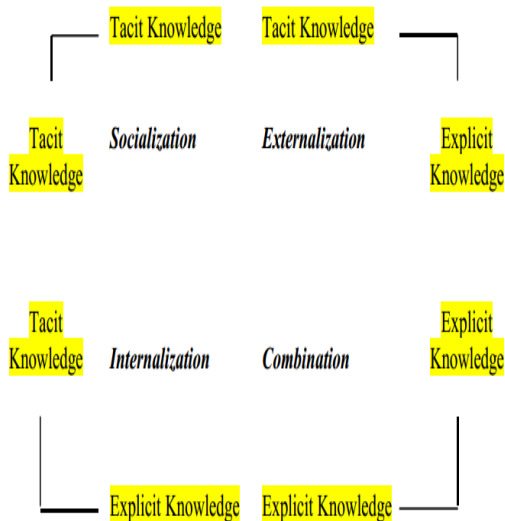 Tacit Knowledge Tacit Knowledge
Tacit Socialization Externalization Explicit
Knowledge Knowledge
Tacit Explicit
Knowledge Internalization Combination Knowledge
Explicit Knowledge Explicit Knowledge